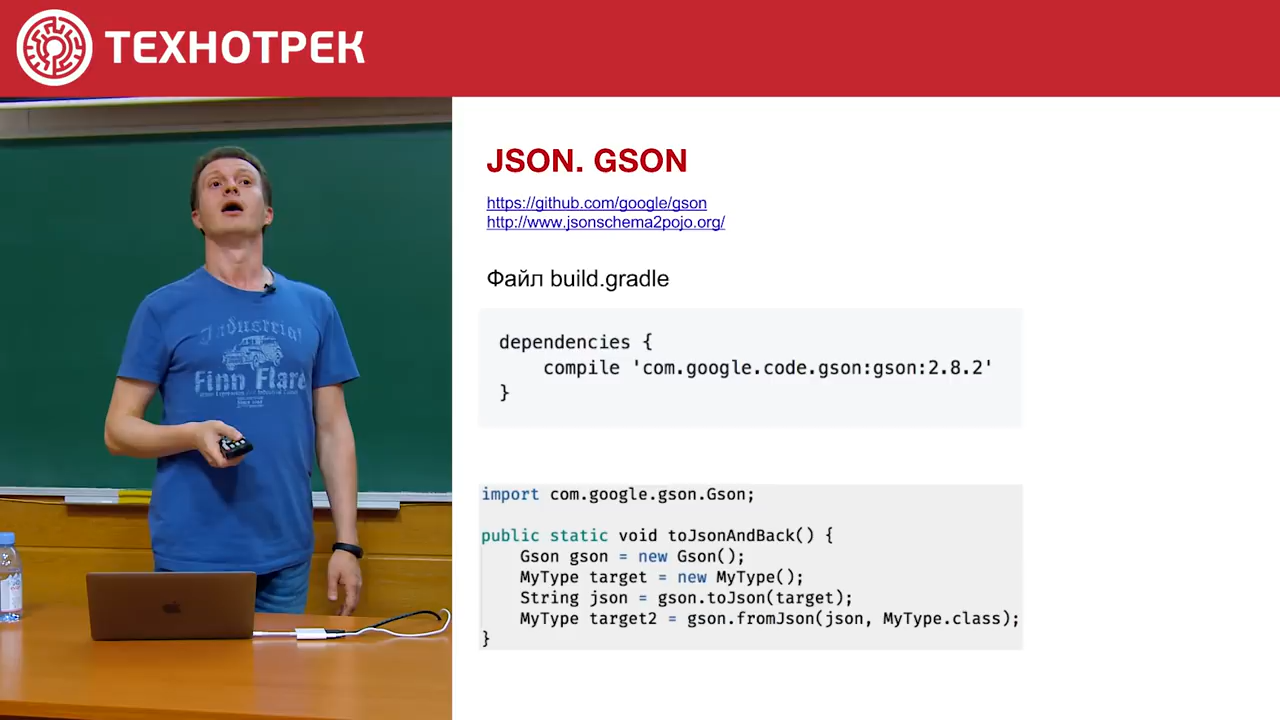 ТЕХНОТРЕК
JSON. GSON
https://github.com/google/gson
http://www.jsonschema2pojo.org/
Файл build.gradle
dependencies {
compile 'com.google.code.gson:gson:2.8.2'
}
import com.google.gson.Gson;
public static void toJsonAndBack() {
Gson gson = new Gson();
MyType target = new MyType();
String json = gson.toJson(target);
MyType target2 = gson.fromJson(json, MyType.class);
}
Industrial
Finn Flare